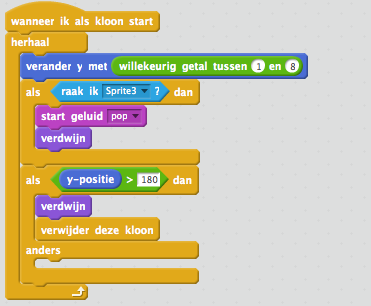 wanneer ik als kloon start
herhaal
verander y met willekeurig getal tussen 1 en 8
als raak ik Sprite3 ? dan
start geluid pop
verdwijn
als y-positie > 180 dan
verdwijn
verwijder deze kloon
anders